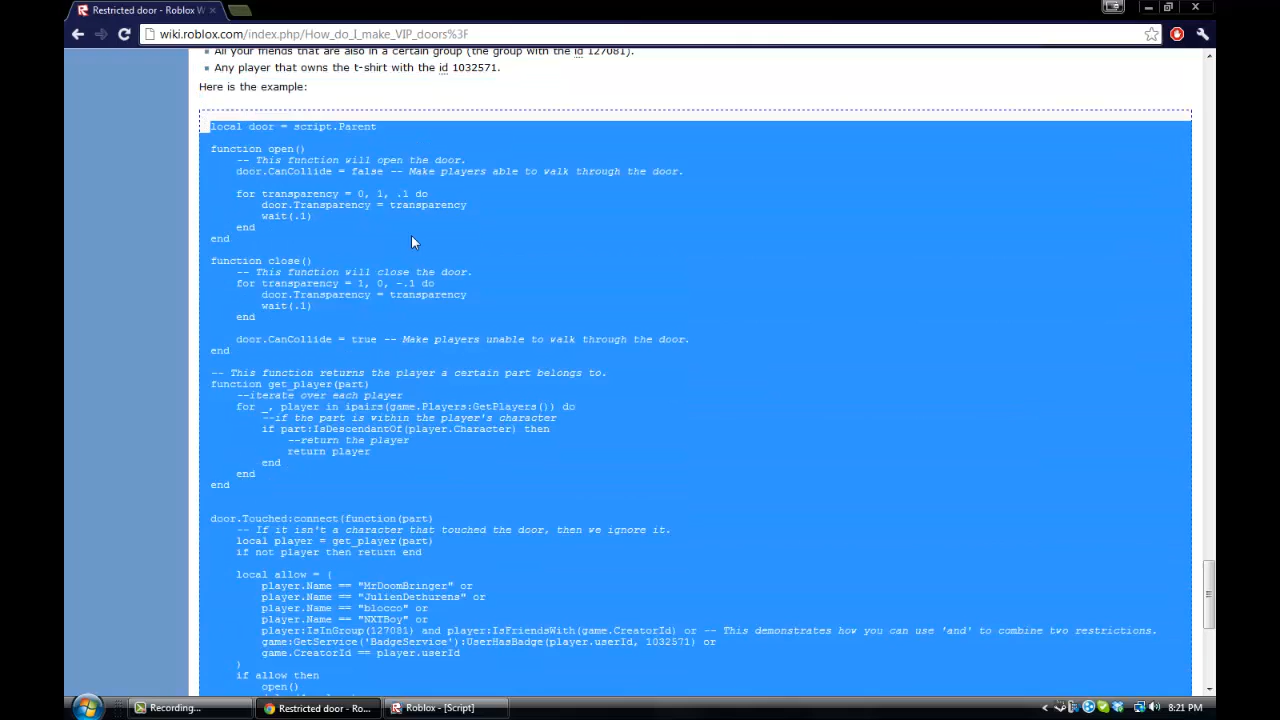 Restricted door - Roblox W
wiki.roblox.com/index.php/How_do_I_make_VIP_doors%3F
All your friends that are also in a certain group (the group with the id 127081).
Any player that owns the t-shirt with the id 1032571.
Here is the example:
local door = script.Parent
function open()
-- This function will open the door.
door.CanCollide = false -- Make players able to walk through the door.
for transparency = 0, 1, .1 do
door.Transparency = transparency
wait(.1)
end
end
function close()
-- This function will close the door.
for transparency = 1, 0, -.1 do
door.Transparency = transparency
wait(.1)
end
door.CanCollide = true -- Make players unable to walk through the door.
end
-- This function returns the player a certain part belongs to.
function get_player(part)
--iterate over each player
for _, player in ipairs(game.Players:GetPlayers()) do
--if the part is within the player's character
if part:IsDescendantOf(player.Character) then
--return the player
return player
end
end
end
door.Touched:connect(function(part)
-- If it isn't a character that touched the door, then we ignore it.
local player = get_player(part)
if not player then return end
local allow = (
player.Name == "MrDoomBringer" or
player.Name == "JulienDethurens" or
player.Name == "blocco" or
player.Name == "NXTBoy" or
player:IsInGroup(127081) and player:IsFriendsWith(game.CreatorId) or -- This demonstrates how you can use 'and' to combine two restrictions.
game:GetService('BadgeService'):UserHasBadge(player.userId, 1032571) or
game.CreatorId == player.userId
)
if allow then
open()
Recording...
Restricted door - Ro...
Roblox - [Script]
8:21 PM